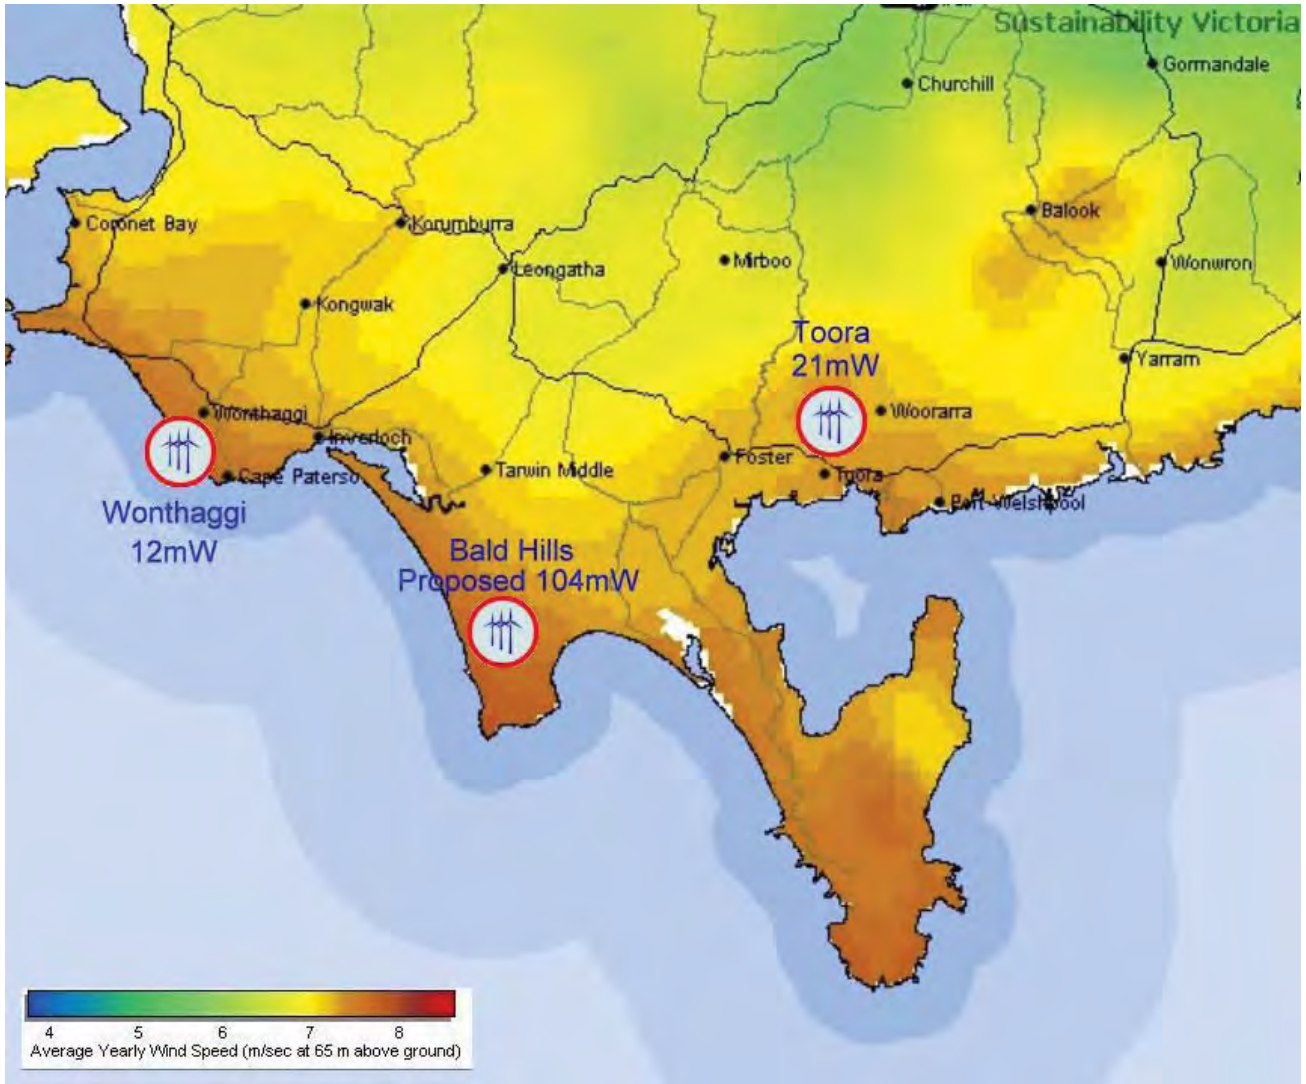 Sustainability Victoria
Gormandale
Churchill
Balook
Coronet Bay
Korumburra
Leongatha
Mirboo
Wonwron
Kongwak
Toora
21mW
Yarram
Wonthaggi
Woorarra
Inverloch
Foster
Tarwin Middle
Toora
Cape Paterso
Port Welshpool
Wonthaggi
12mW
Bald Hills
Proposed 104mW
4 5 6 7 8
Average Yearly Wind Speed (m/sec at 65 m above ground)